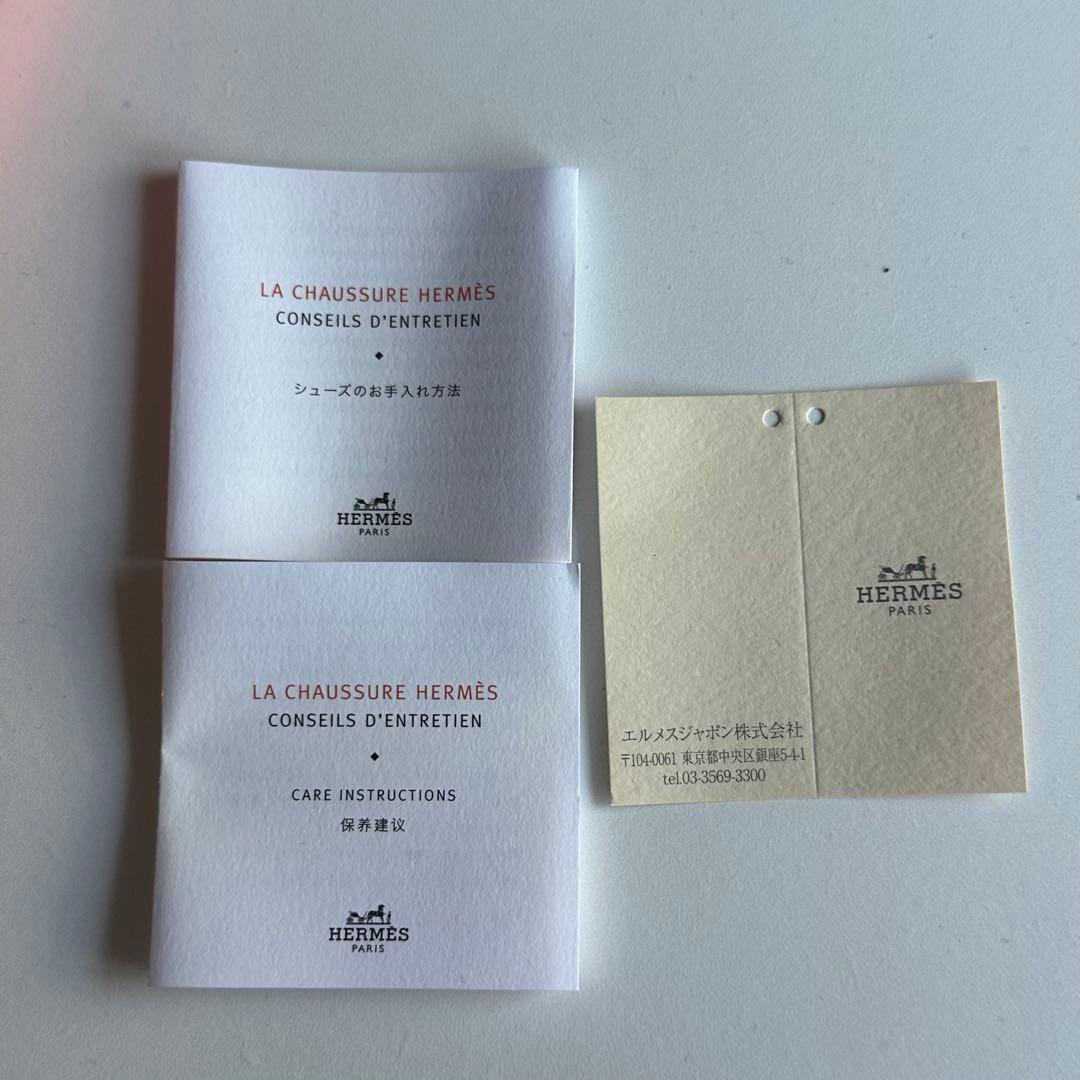 LA CHAUSSURE HERMÈS
CONSEILS D'ENTRETIEN
シューズのお手入れ方法
HERMÈS
PARIS
LA CHAUSSURE HERMÈS
CONSEILS D'ENTRETIEN
CARE INSTRUCTIONS
保养建议
HERMÈS
PARIS
HERMÈS
PARIS
エルメスジャポン株式会社
〒104-0061 東京都中央区銀座5-4-1
tel.03-3569-3300